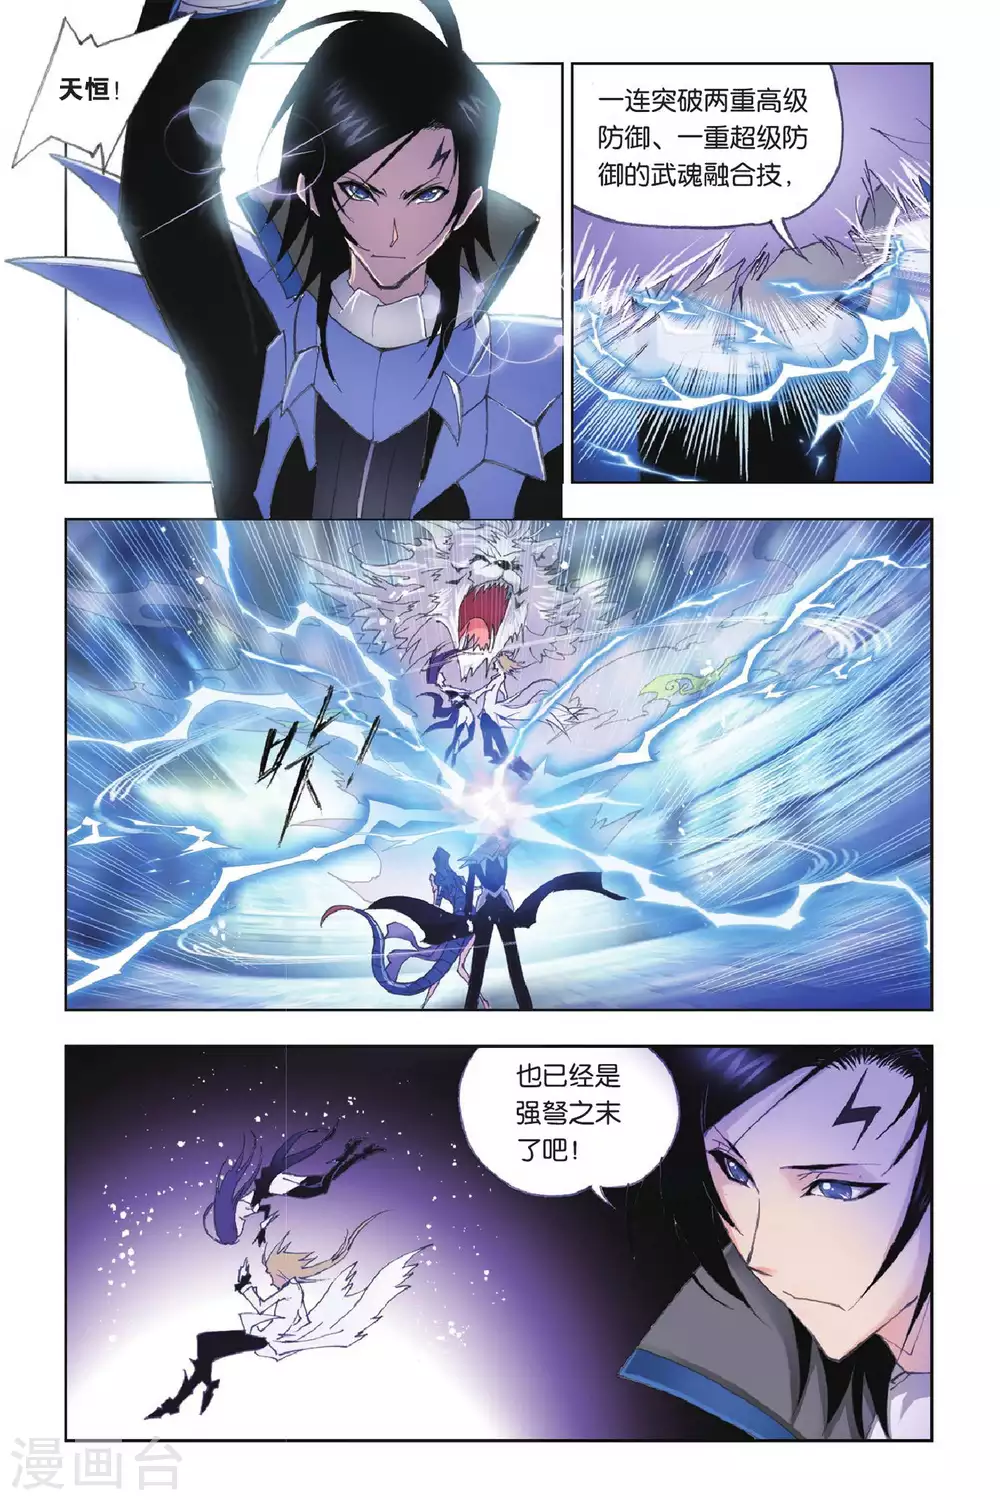 天恒！
一连突破两重高级
防御、一重超级防
御的武魂融合技，
也已经是
强弩之末
了吧！
漫画台